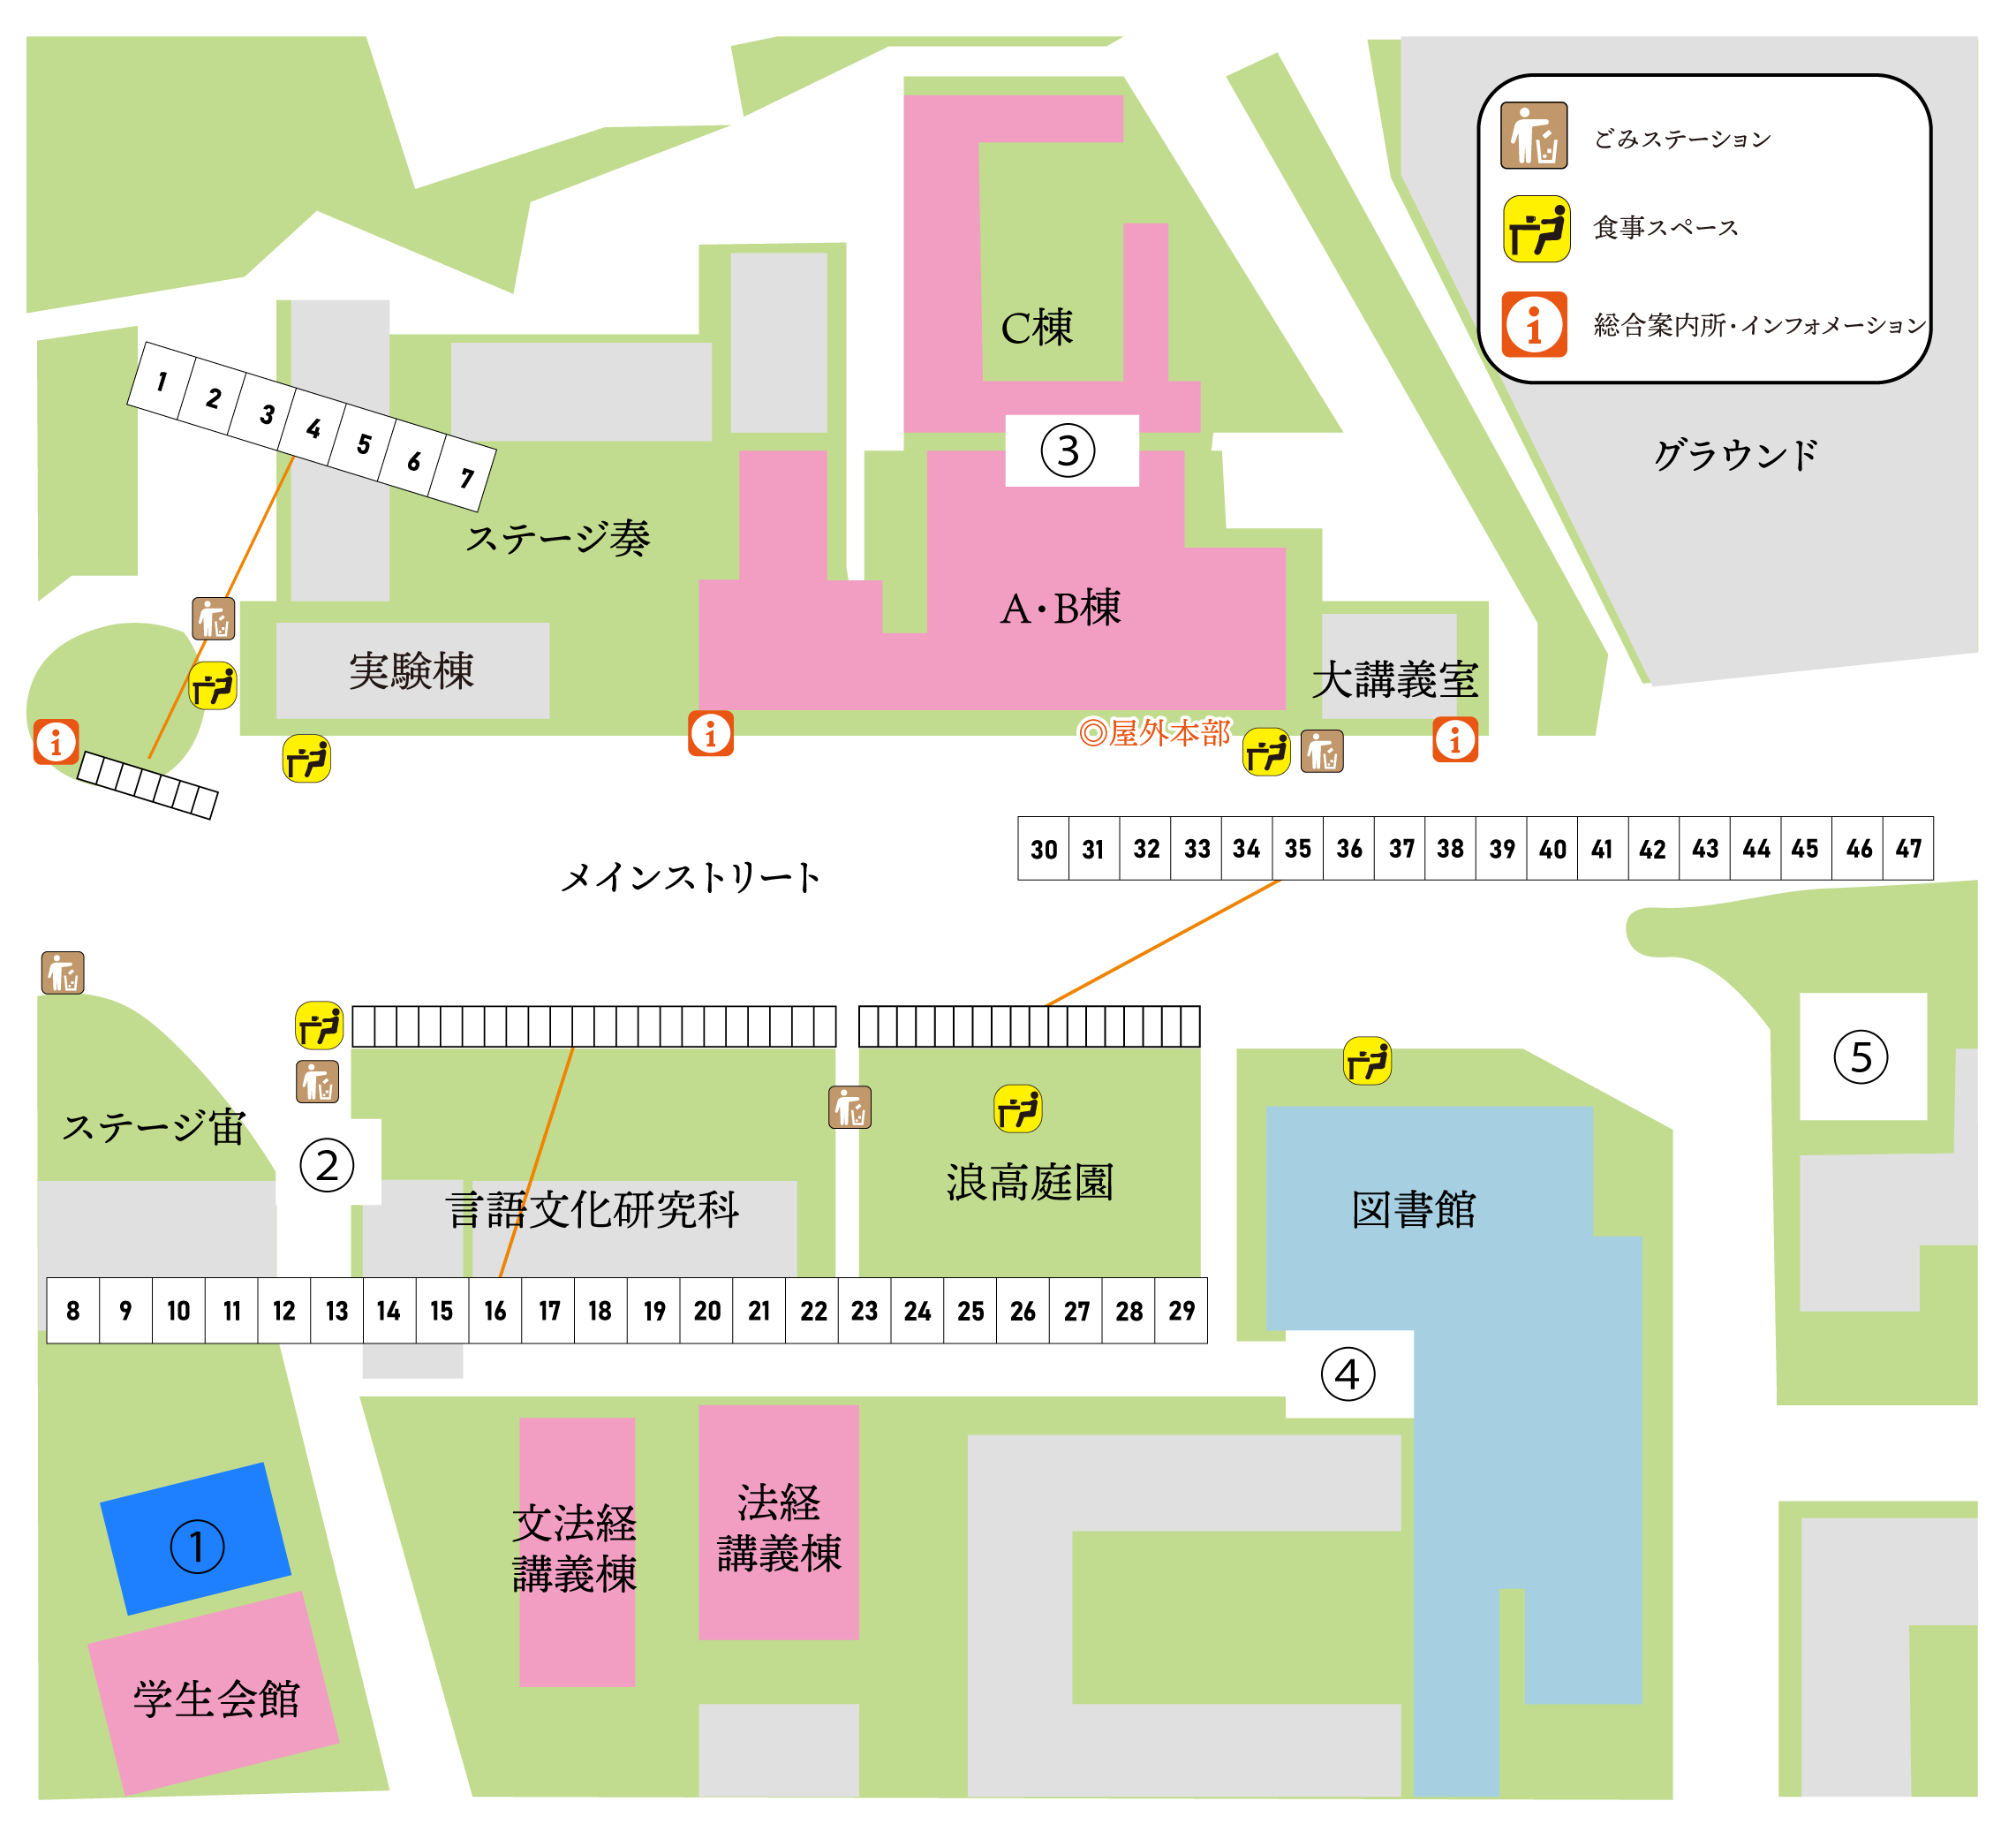 ごみステーション
食事スペース
総合案内所・インフォメーション
C棟
1 2 3 4 5 6 7
③
グラウンド
ステージ奏
A・B棟
実験棟
大講義室
◎屋外本部
30 31 32 33 34 35 36 37 38 39 40 41 42 43 44 45 46 47
メインストリート
⑤
ステージ宙
②
言語文化研究科
浪高庭園
図書館
8 9 10 11 12 13 14 15 16 17 18 19 20 21 22 23 24 25 26 27 28 29
④
①
文法経
講義棟
法経
講義棟
学生会館